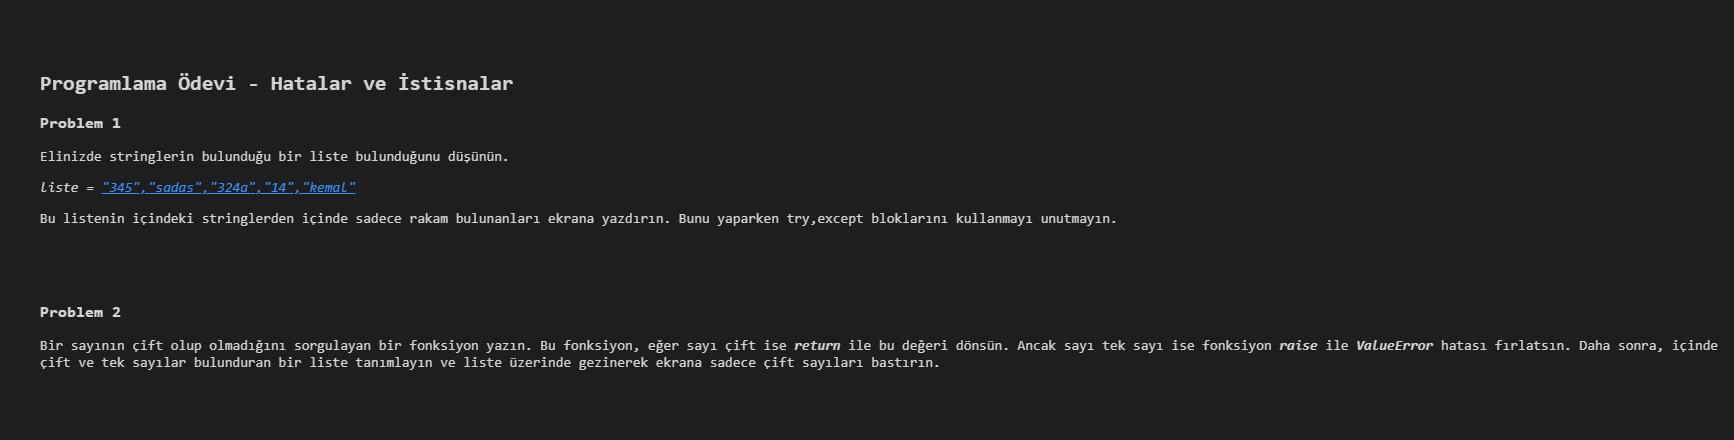 Programlama Ödevi - Hatalar ve İstisnalar
Problem 1
Elinizde stringlerin bulunduğu bir liste bulunduğunu düşünün.
liste = "345","sadas","324a","14","kemal"
Bu listenin içindeki stringlerden içinde sadece rakam bulunanları ekrana yazdırın. Bunu yaparken try,except bloklarını kullanmayı unutmayın.
Problem 2
Bir sayının çift olup olmadığını sorgulayan bir fonksiyon yazın. Bu fonksiyon, eğer sayı çift ise return ile bu değeri dönsün. Ancak sayı tek sayı ise fonksiyon raise ile ValueError hatası fırlatsın. Daha sonra, içinde
çift ve tek sayılar bulunduran bir liste tanımlayın ve liste üzerinde gezinerek ekrana sadece çift sayıları bastırın.